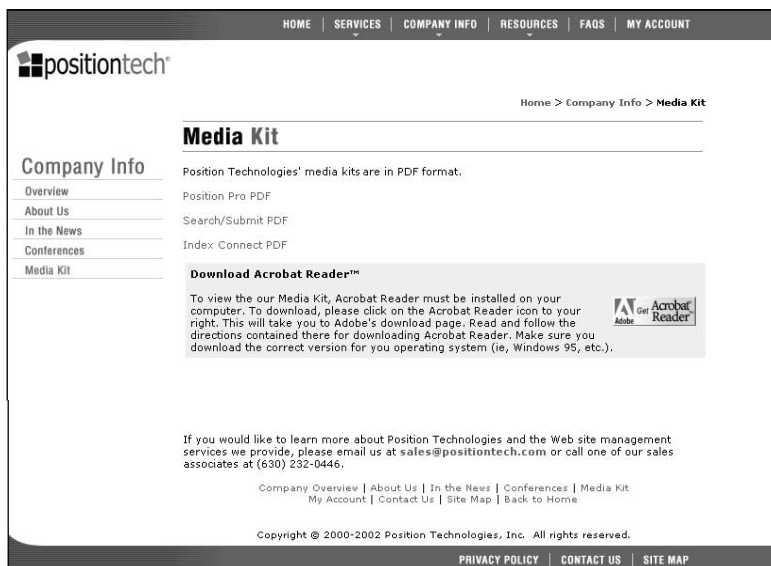 HOME | SERVICES | COMPANY INFO | RESOURCES | FAQS | MY ACCOUNT
positiontech®
Home > Company Info > Media Kit
Media Kit
Company Info
Overview
About Us
In the News
Conferences
Media Kit
Position Technologies' media kits are in PDF format.
Position Pro PDF
Search/Submit PDF
Index Connect PDF
Download Acrobat Reader™
To view the our Media Kit, Acrobat Reader must be installed on your
computer. To download, please click on the Acrobat Reader icon to your
right. This will take you to Adobe's download page. Read and follow the
directions contained there for downloading Acrobat Reader. Make sure you
download the correct version for you operating system (ie, Windows 95, etc.).
Adobe
Get Acrobat
Reader
If you would like to learn more about Position Technologies and the Web site management
services we provide, please email us at sales@positiontech.com or call one of our sales
associates at (630) 232-0446.
Company Overview | About Us | In the News | Conferences | Media Kit
My Account | Contact Us | Site Map | Back to Home
Copyright © 2000-2002 Position Technologies, Inc. All rights reserved.
PRIVACY POLICY | CONTACT US | SITE MAP